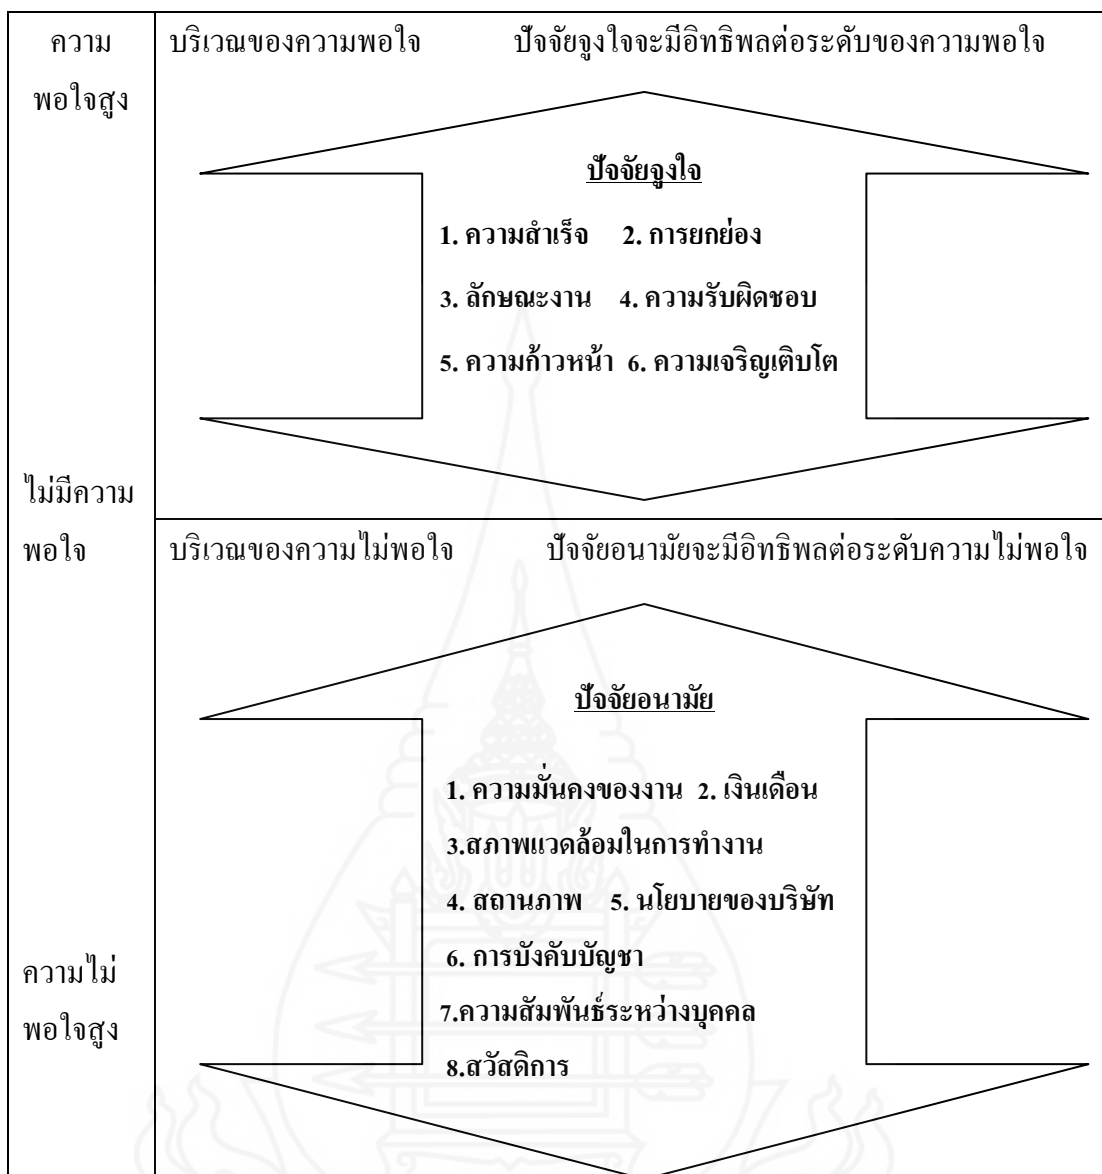 ความ
พอใจสูง
บริเวณของความพอใจ ปัจจัยจูงใจจะมีอิทธิพลต่อระดับของความพอใจ
ปัจจัยจูงใจ
1. ความสำเร็จ 2. การยกย่อง
3. ลักษณะงาน 4. ความรับผิดชอบ
5. ความก้าวหน้า 6. ความเจริญเติบโต
ไม่มีความ
พอใจ
บริเวณของความไม่พอใจ ปัจจัยอนามัยจะมีอิทธิพลต่อระดับความไม่พอใจ
ปัจจัยอนามัย
1. ความมั่นคงของงาน 2. เงินเดือน
3.สภาพแวดล้อมในการทำงาน
4. สถานภาพ 5. นโยบายของบริษัท
6. การบังคับบัญชา
7.ความสัมพันธ์ระหว่างบุคคล
8.สวัสดิการ
ความไม่
พอใจสูง